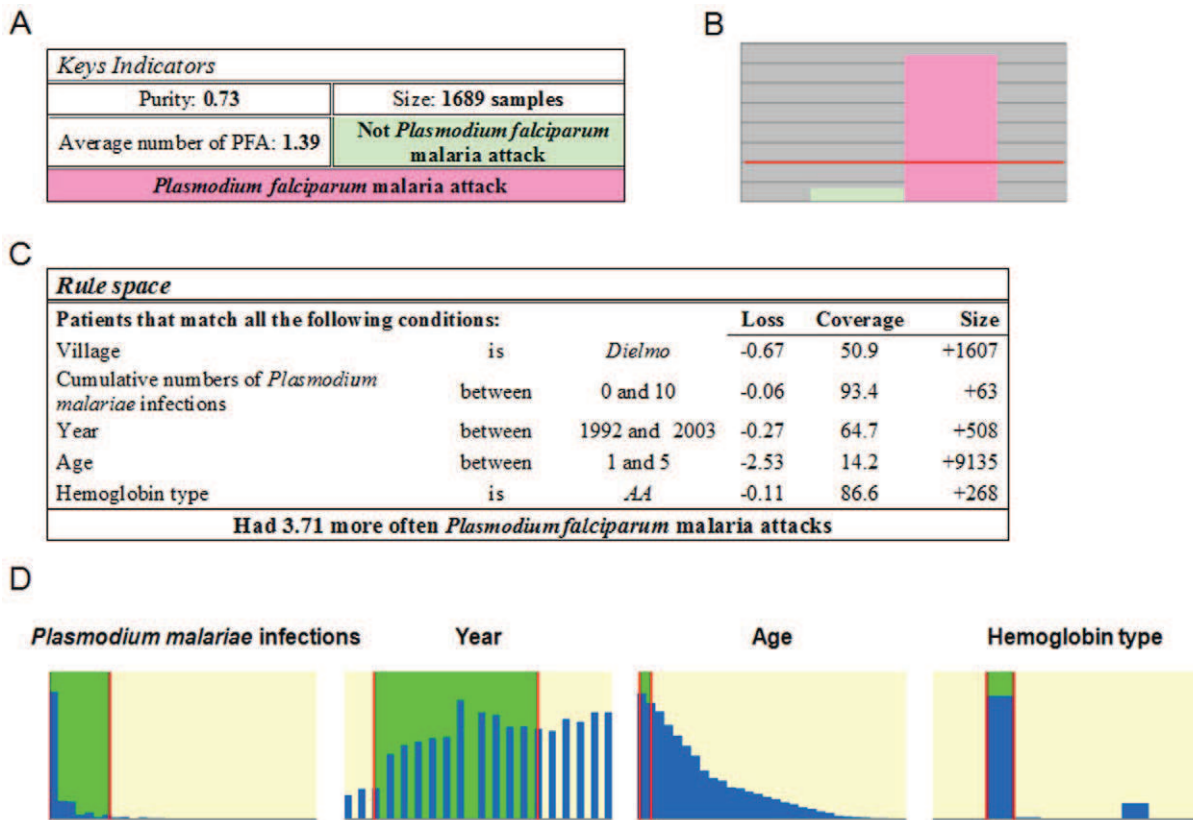 A
Keys Indicators
Purity: 0.73
Size: 1689 samples
Average number of PFA: 1.39
Not Plasmodium falciparum
malaria attack
Plasmodium falciparum malaria attack
B
C
Rule space
Patients that match all the following conditions: Loss Coverage Size
Village is Dielmo -0.67 50.9 +1607
Cumulative numbers of Plasmodium
malariae infections between 0 and 10 -0.06 93.4 +63
Year between 1992 and 2003 -0.27 64.7 +508
Age between 1 and 5 -2.53 14.2 +9135
Hemoglobin type is AA -0.11 86.6 +268
Had 3.71 more often Plasmodium falciparum malaria attacks
D
Plasmodium malariae infections Year Age Hemoglobin type